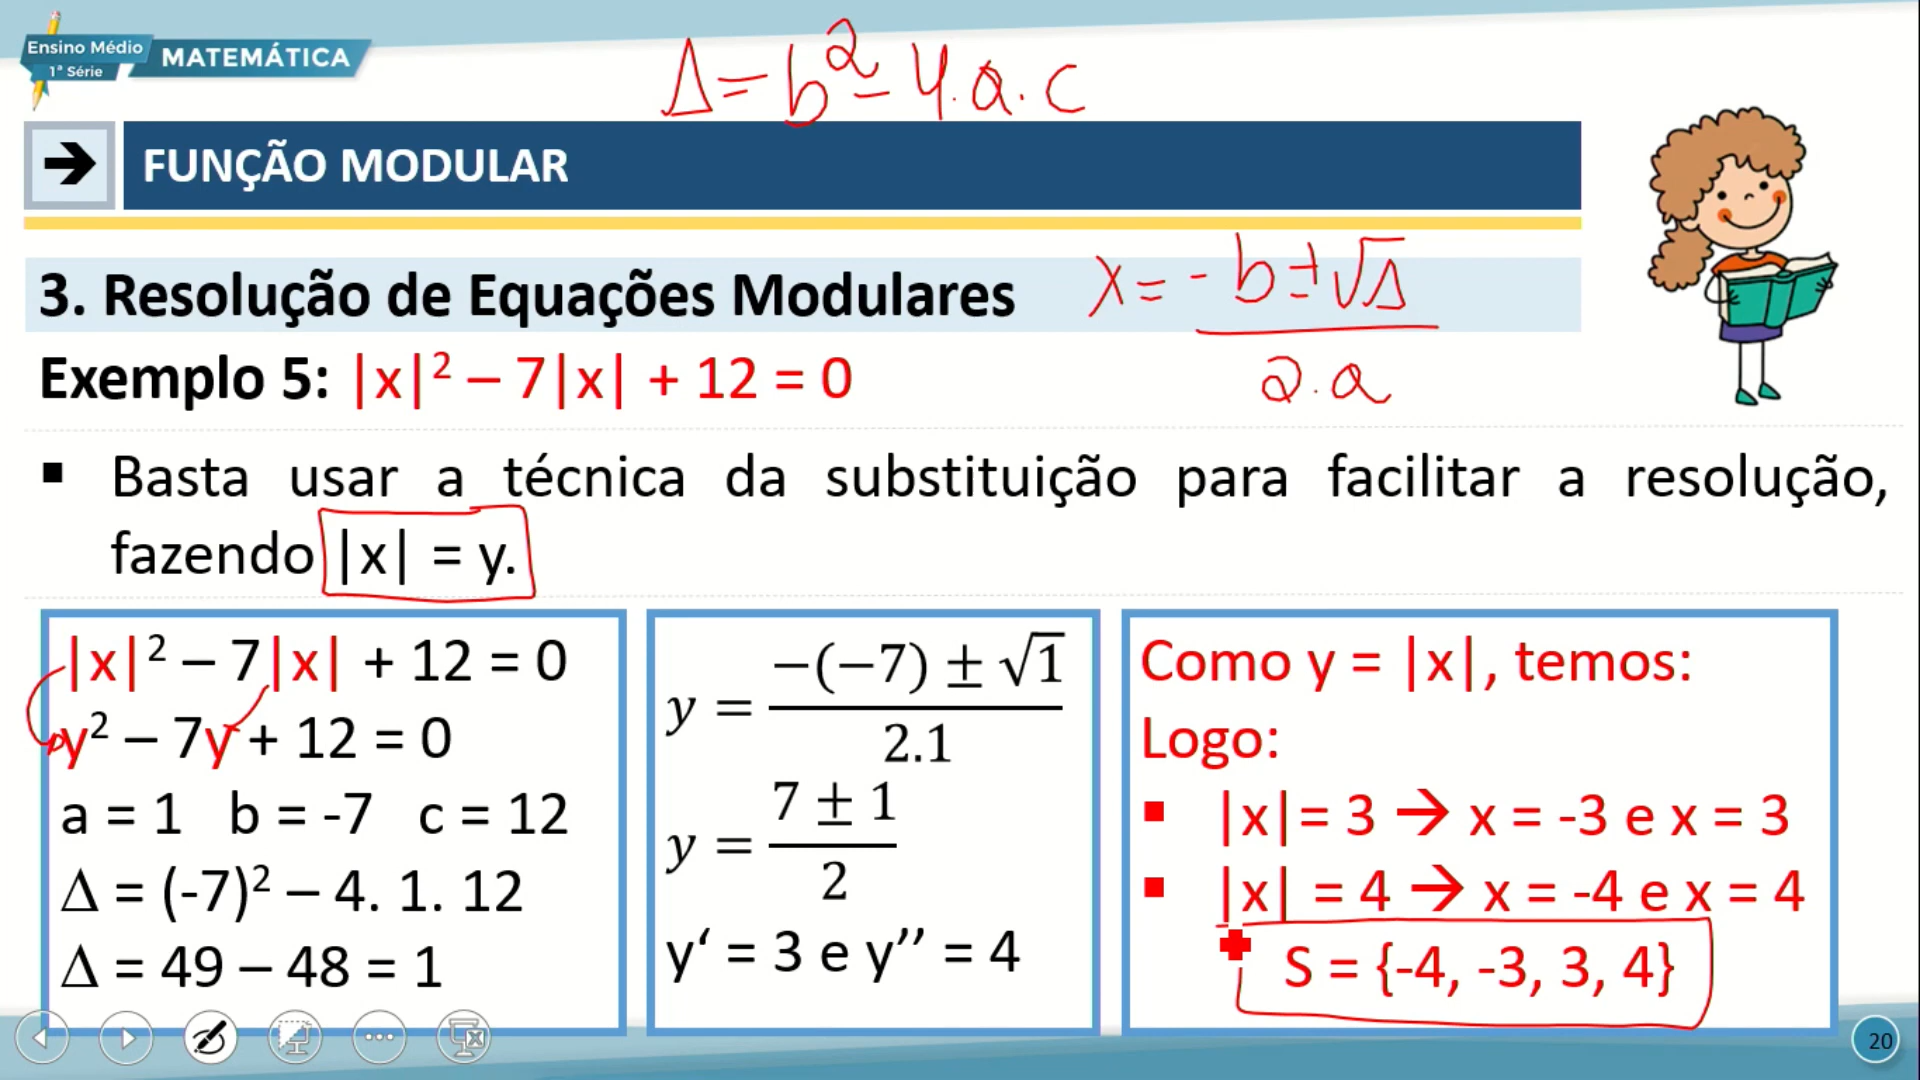 Ensino Médio
1ª Série
MATEMÁTICA
Δ = b² - 4.a.c
FUNÇÃO MODULAR
3. Resolução de Equações Modulares
x = -b ± √Δ / 2.a
Exemplo 5: |x|² – 7|x| + 12 = 0
▪ Basta usar a técnica da substituição para facilitar a resolução,
fazendo |x| = y.
|x|² – 7|x| + 12 = 0
y² – 7y + 12 = 0
a = 1 b = -7 c = 12
Δ = (-7)² – 4. 1. 12
Δ = 49 – 48 = 1
y = −(−7) ± √1 / 2.1
y = 7 ± 1 / 2
y‘ = 3 e y’’ = 4
Como y = |x|, temos:
Logo:
▪ |x|= 3 → x = -3 e x = 3
▪ |x| = 4 → x = -4 e x = 4
S = {-4, -3, 3, 4}
20